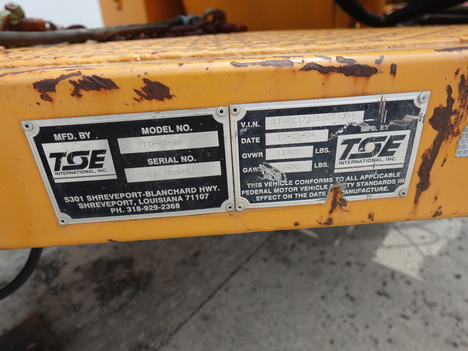 MFD. BY
MODEL NO.
TSE
INTERNATIONAL, INC.
SERIAL NO.
5301 SHREVEPORT-BLANCHARD HWY.
SHREVEPORT, LOUISIANA 71107
PH. 318-929-2368
V.I.N.
DATE
MFG. BY
GVWR LBS.
TSE
GAWR LBS.
INTERNATIONAL, INC.
THIS VEHICLE CONFORMS TO ALL APPLICABLE
FEDERAL MOTOR VEHICLE SAFETY STANDARDS IN
EFFECT ON THE DATE OF MANUFACTURE.